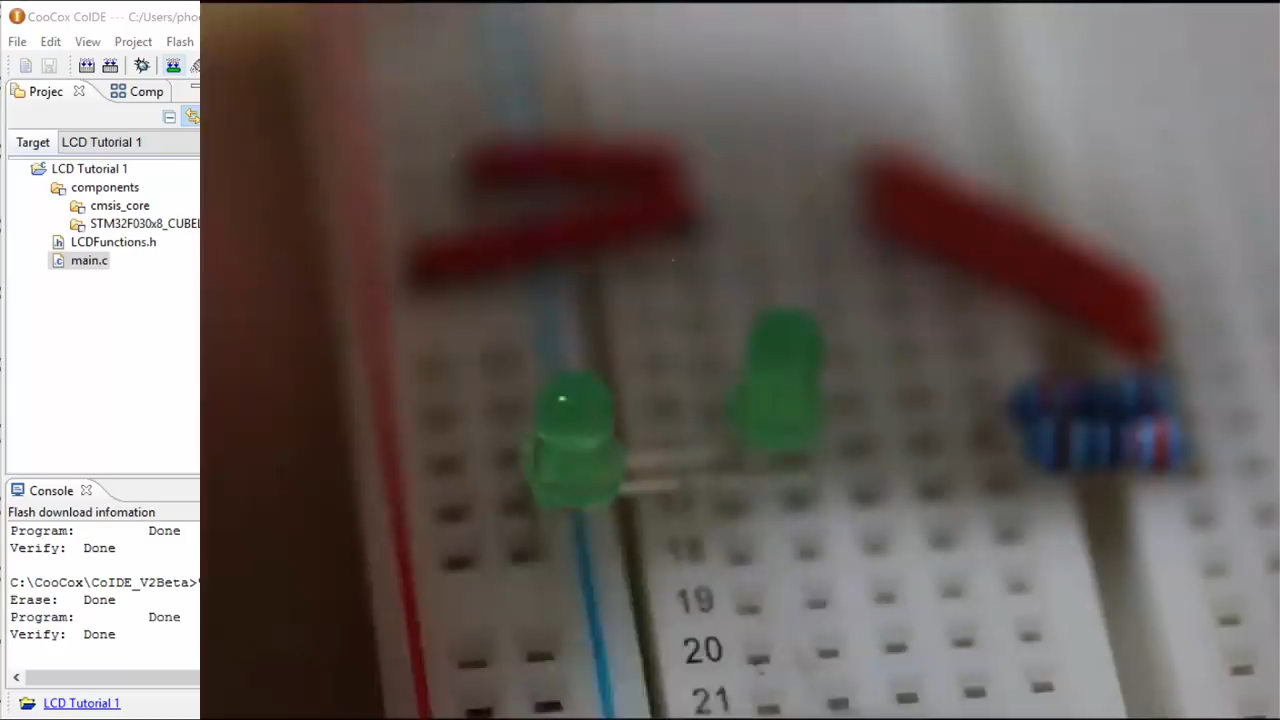 CooCox CoIDE --- C:/Users/pho
File Edit View Project Flash
Projec Comp
Target LCD Tutorial 1
LCD Tutorial 1
components
cmsis_core
STM32F030x8_CUBEL
LCDFunctions.h
main.c
Console
Flash download infomation
Program: Done
Verify: Done
C:\CooCox\CoIDE_V2Beta>
Erase: Done
Program: Done
Verify: Done
LCD Tutorial 1
18
19
20
21